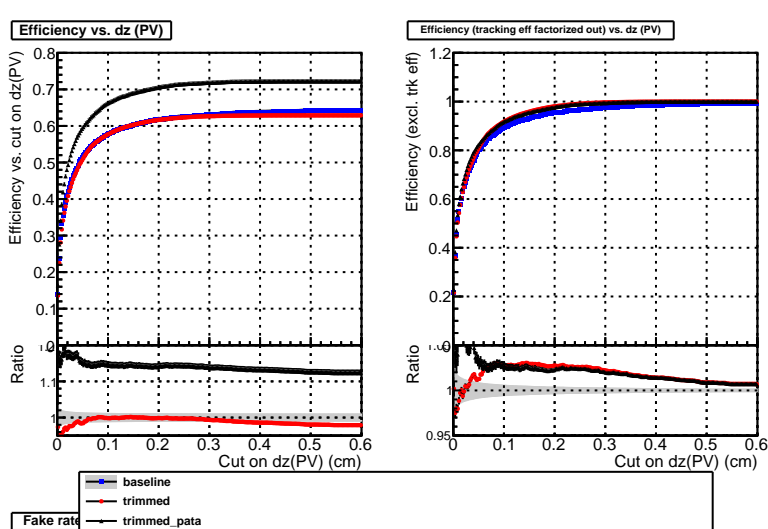 Efficiency vs. dz (PV)
Efficiency vs. cut on dz(PV)
0.8
0.7
0.6
0.5
0.4
0.3
0.2
0.1
0
Ratio
1.1
1
0 0.1 0.2 0.3 0.4 0.5 0.6
Cut on dz(PV) (cm)
Efficiency (tracking eff factorized out) vs. dz (PV)
Efficiency (excl. trk eff)
1.2
1
0.8
0.6
0.4
0.2
Ratio
1
0.95
0 0.1 0.2 0.3 0.4 0.5 0.6
Cut on dz(PV) (cm)
baseline
trimmed
trimmed_pata
Fake rate